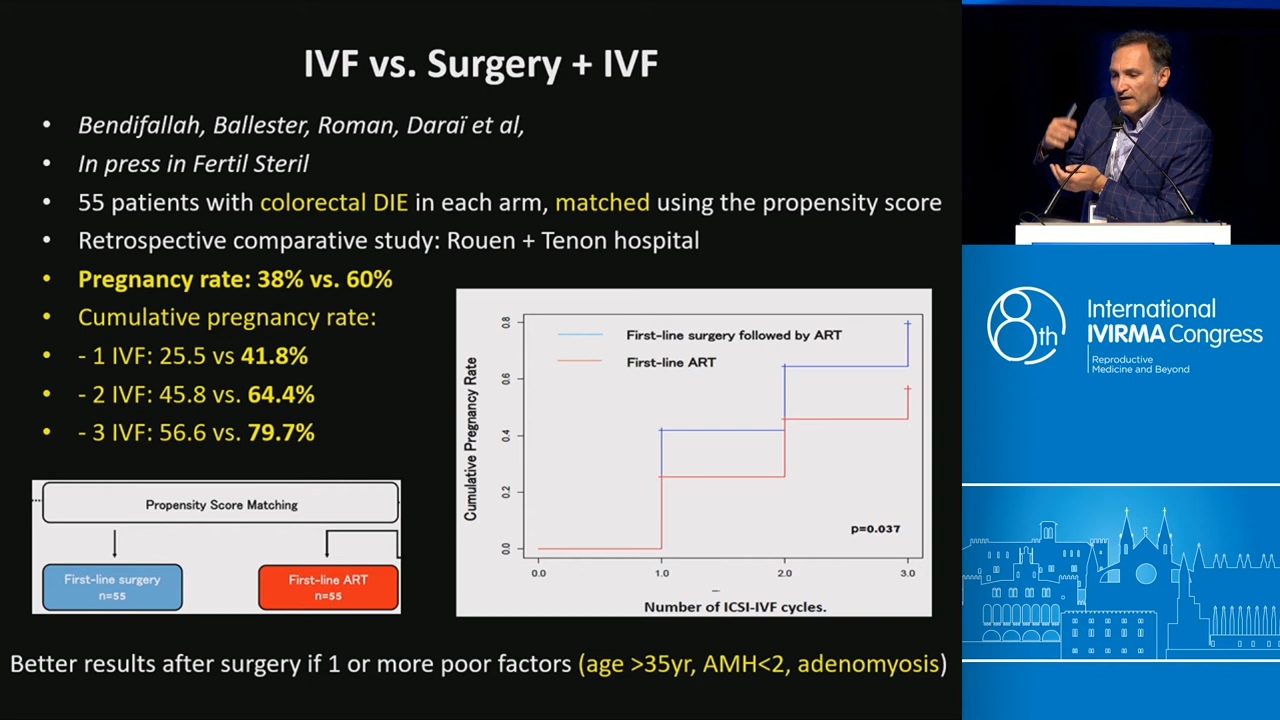 IVF vs. Surgery + IVF
• Bendifallah, Ballester, Roman, Daraï et al,
• In press in Fertil Steril
• 55 patients with colorectal DIE in each arm, matched using the propensity score
• Retrospective comparative study: Rouen + Tenon hospital
• Pregnancy rate: 38% vs. 60%
• Cumulative pregnancy rate:
• - 1 IVF: 25.5 vs 41.8%
• - 2 IVF: 45.8 vs. 64.4%
• - 3 IVF: 56.6 vs. 79.7%
Propensity Score Matching
First-line surgery
n=55
First-line ART
n=55
Cumulative Pregnancy Rate
0.8
0.6
0.4
0.2
0.0
First-line surgery followed by ART
First-line ART
p=0.037
0.0 1.0 2.0 3.0
Number of ICSI-IVF cycles.
Better results after surgery if 1 or more poor factors (age >35yr, AMH<2, adenomyosis)
8th
International
IVIRMA Congress
Reproductive
Medicine and Beyond